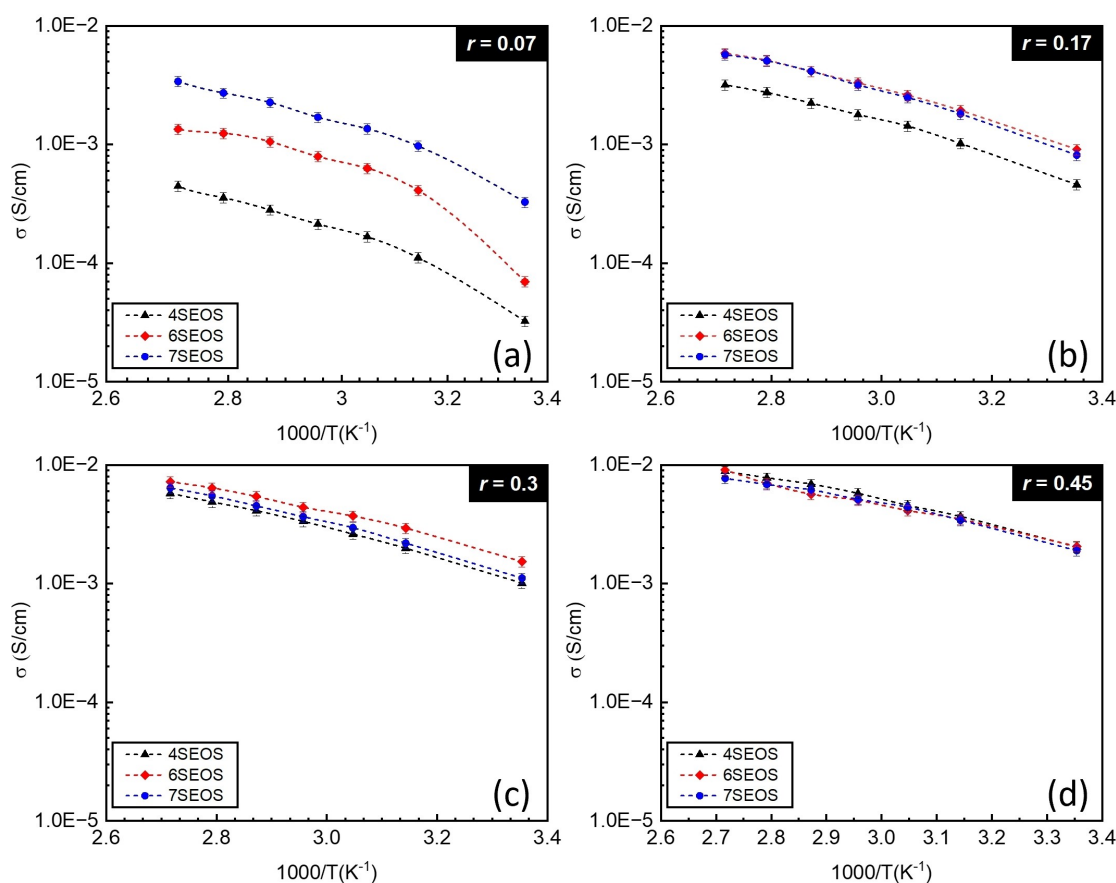 1.0E−2
r = 0.07
1.0E−3
σ (S/cm)
1.0E−4
4SEOS
6SEOS
7SEOS
(a)
1.0E−5
2.6 2.8 3 3.2 3.4
1000/T(K⁻¹)
1.0E−2
r = 0.17
1.0E−3
σ (S/cm)
1.0E−4
4SEOS
6SEOS
7SEOS
(b)
1.0E−5
2.6 2.8 3.0 3.2 3.4
1000/T(K⁻¹)
1.0E−2
r = 0.3
1.0E−3
σ (S/cm)
1.0E−4
4SEOS
6SEOS
7SEOS
(c)
1.0E−5
2.6 2.8 3.0 3.2 3.4
1000/T(K⁻¹)
1.0E−2
r = 0.45
1.0E−3
σ (S/cm)
1.0E−4
4SEOS
6SEOS
7SEOS
(d)
1.0E−5
2.6 2.7 2.8 2.9 3.0 3.1 3.2 3.3 3.4
1000/T(K⁻¹)